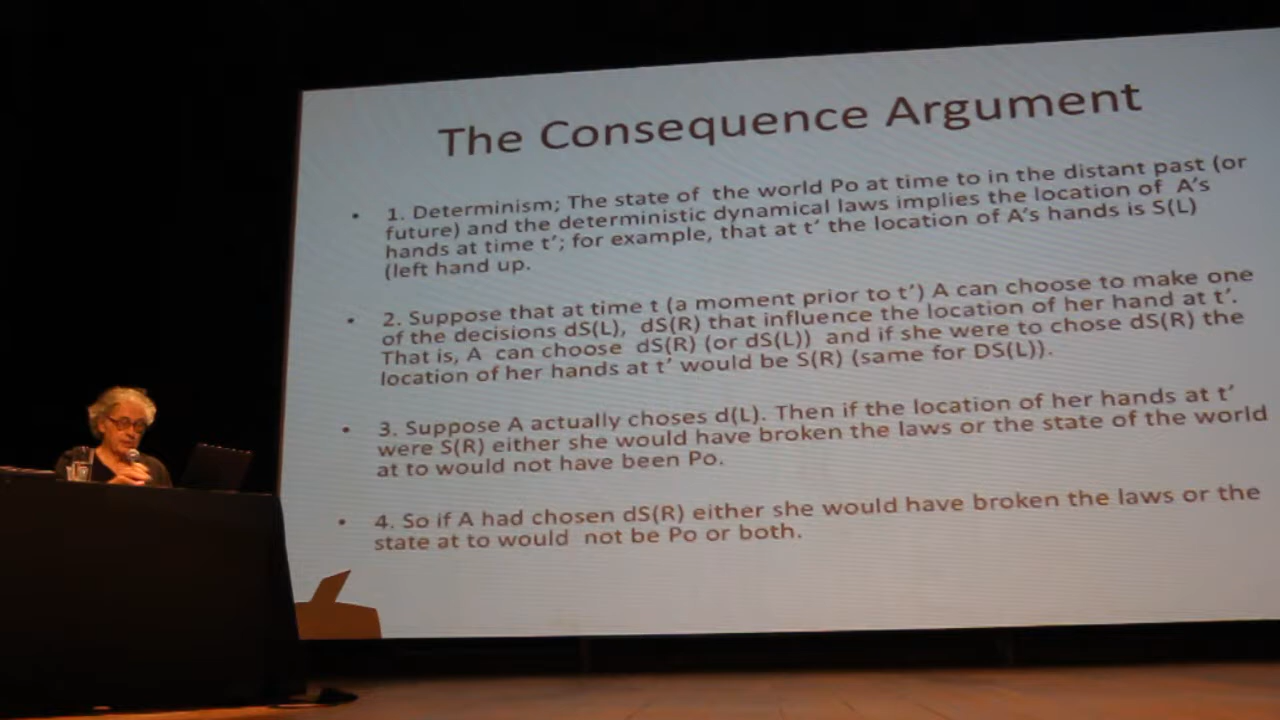 The Consequence Argument
• 1. Determinism; The state of the world Po at time to in the distant past (or
future) and the deterministic dynamical laws implies the location of A's
hands at time t'; for example, that at t' the location of A's hands is S(L)
(left hand up.
• 2. Suppose that at time t (a moment prior to t') A can choose to make one
of the decisions dS(L), dS(R) that influence the location of her hand at t'.
That is, A can choose dS(R) (or dS(L)) and if she were to chose dS(R) the
location of her hands at t' would be S(R) (same for DS(L)).
• 3. Suppose A actually choses d(L). Then if the location of her hands at t'
were S(R) either she would have broken the laws or the state of the world
at to would not have been Po.
• 4. So if A had chosen dS(R) either she would have broken the laws or the
state at to would not be Po or both.